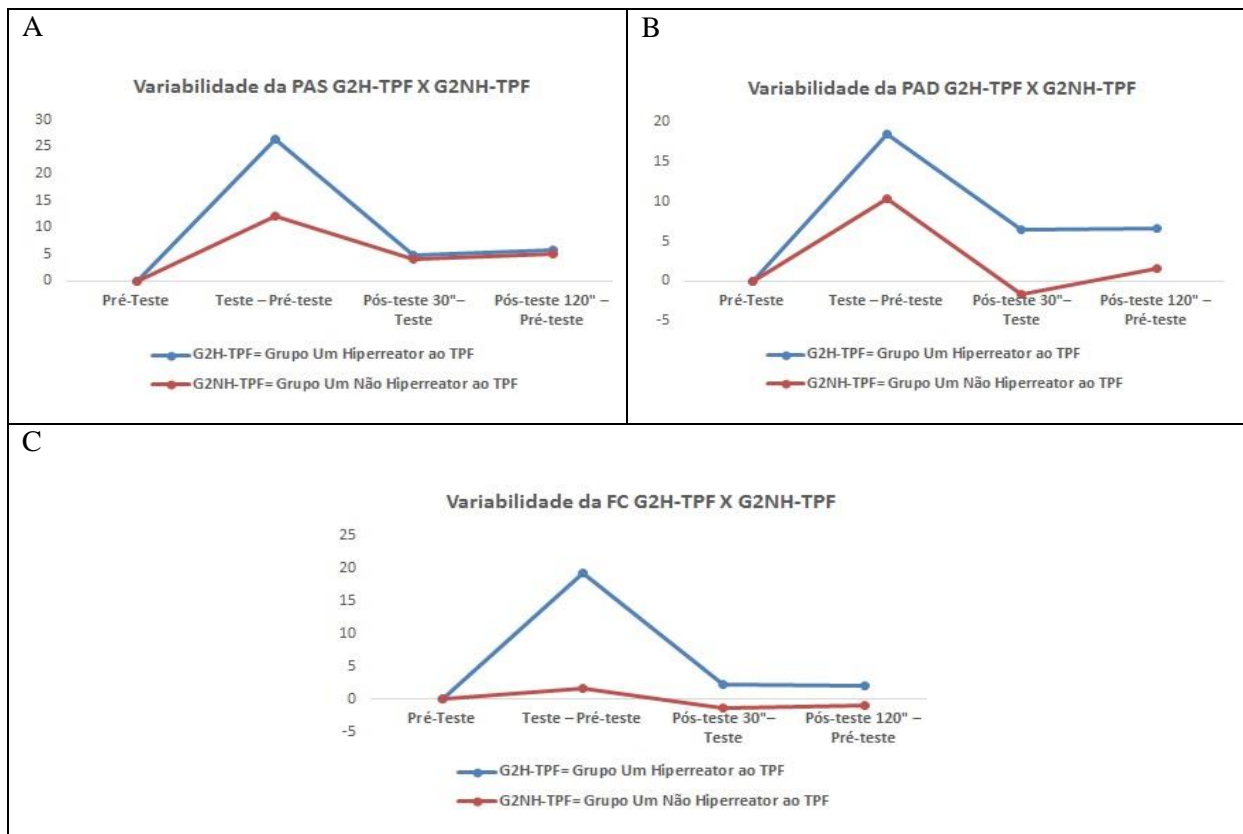 A
Variabilidade da PAS G2H-TPF X G2NH-TPF
30
25
20
15
10
5
0
Pré-Teste
Teste – Pré-teste
Pós-teste 30"–
Teste
Pós-teste 120" –
Pré-teste
G2H-TPF= Grupo Um Hiperreator ao TPF
G2NH-TPF= Grupo Um Não Hiperreator ao TPF
B
Variabilidade da PAD G2H-TPF X G2NH-TPF
20
15
10
5
0
-5
Pré-Teste
Teste – Pré-teste
Pós-teste 30"–
Teste
Pós-teste 120" –
Pré-teste
G2H-TPF= Grupo Um Hiperreator ao TPF
G2NH-TPF= Grupo Um Não Hiperreator ao TPF
C
Variabilidade da FC G2H-TPF X G2NH-TPF
25
20
15
10
5
0
-5
Pré-Teste
Teste – Pré-teste
Pós-teste 30"–
Teste
Pós-teste 120" –
Pré-teste
G2H-TPF= Grupo Um Hiperreator ao TPF
G2NH-TPF= Grupo Um Não Hiperreator ao TPF